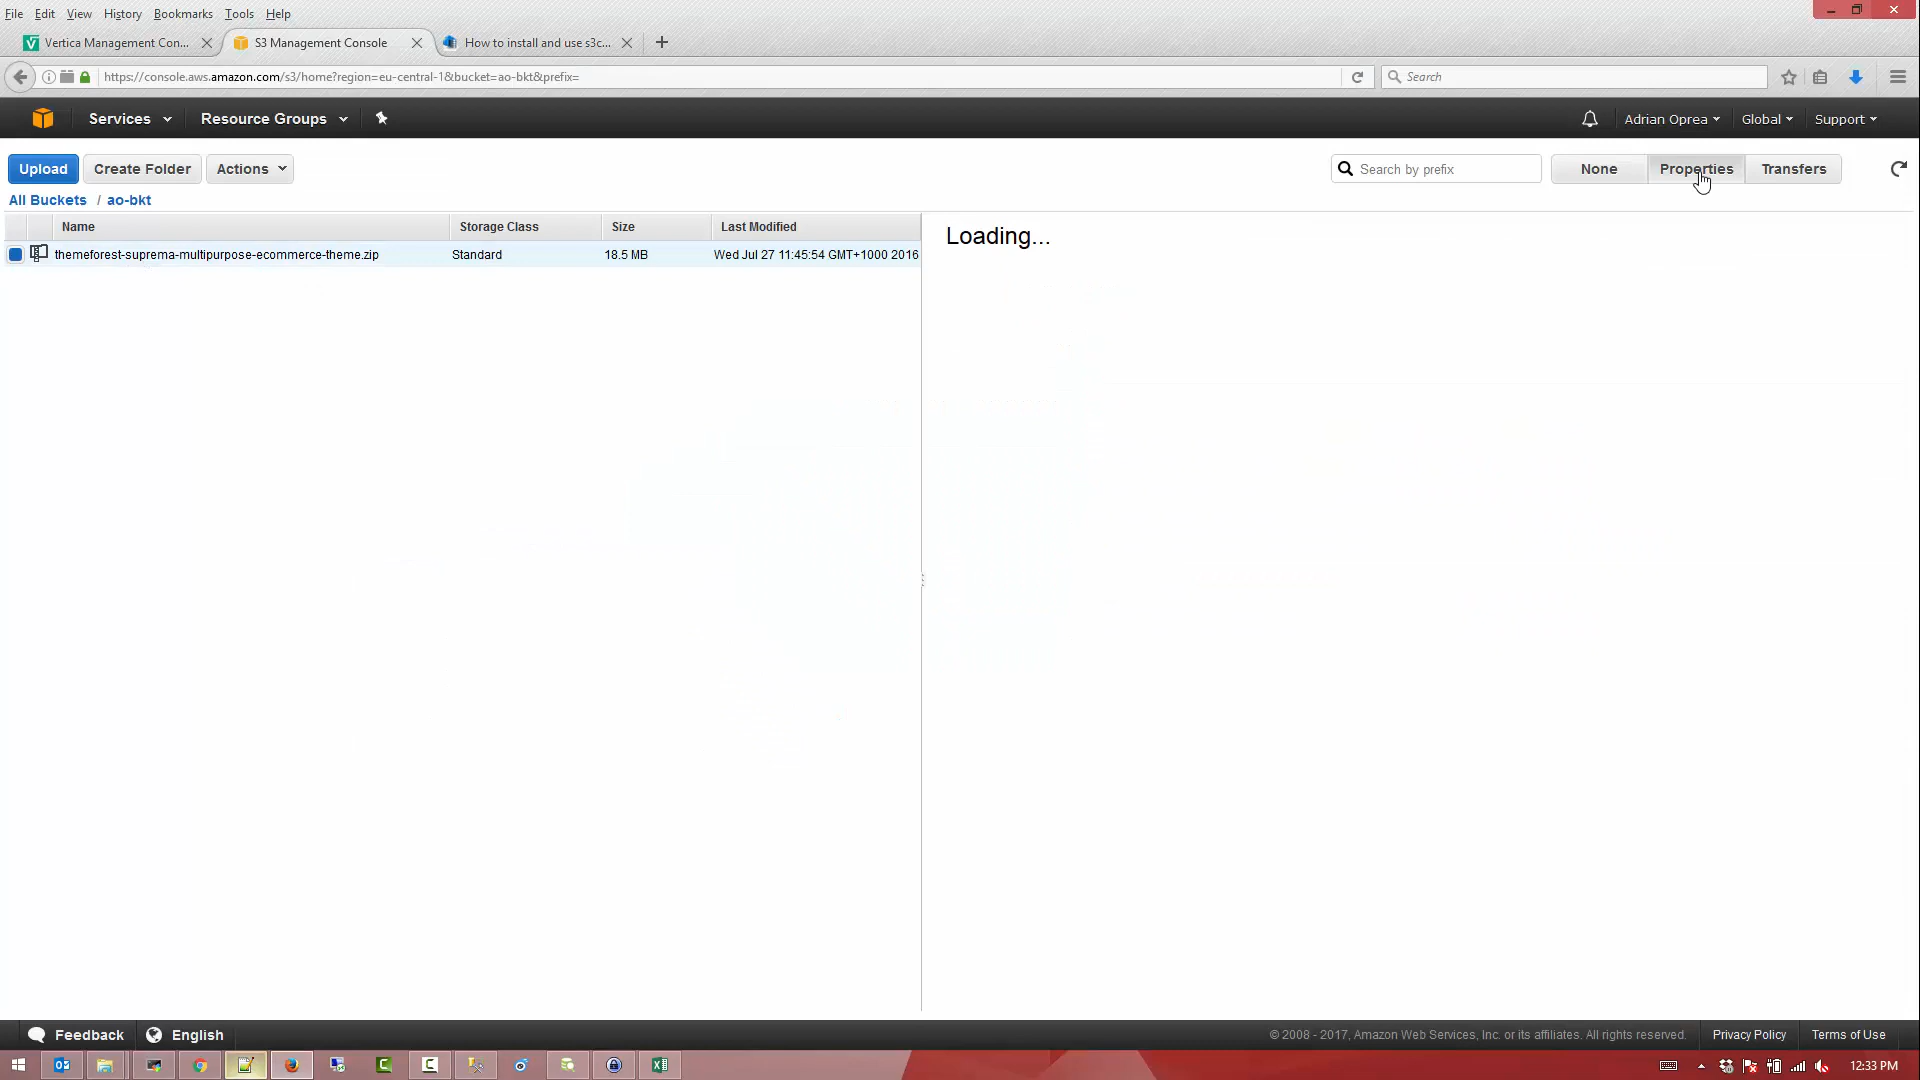 File Edit View History Bookmarks Tools Help
Vertica Management Con... S3 Management Console How to install and use s3c...
https://console.aws.amazon.com/s3/home?region=eu-central-1&bucket=ao-bkt&prefix= Search
Services Resource Groups Adrian Oprea Global Support
Upload Create Folder Actions Search by prefix None Properties Transfers
All Buckets / ao-bkt
Name Storage Class Size Last Modified
themeforest-suprema-multipurpose-ecommerce-theme.zip Standard 18.5 MB Wed Jul 27 11:45:54 GMT+1000 2016
Loading...
Feedback English © 2008 - 2017, Amazon Web Services, Inc. or its affiliates. All rights reserved. Privacy Policy Terms of Use
12:33 PM